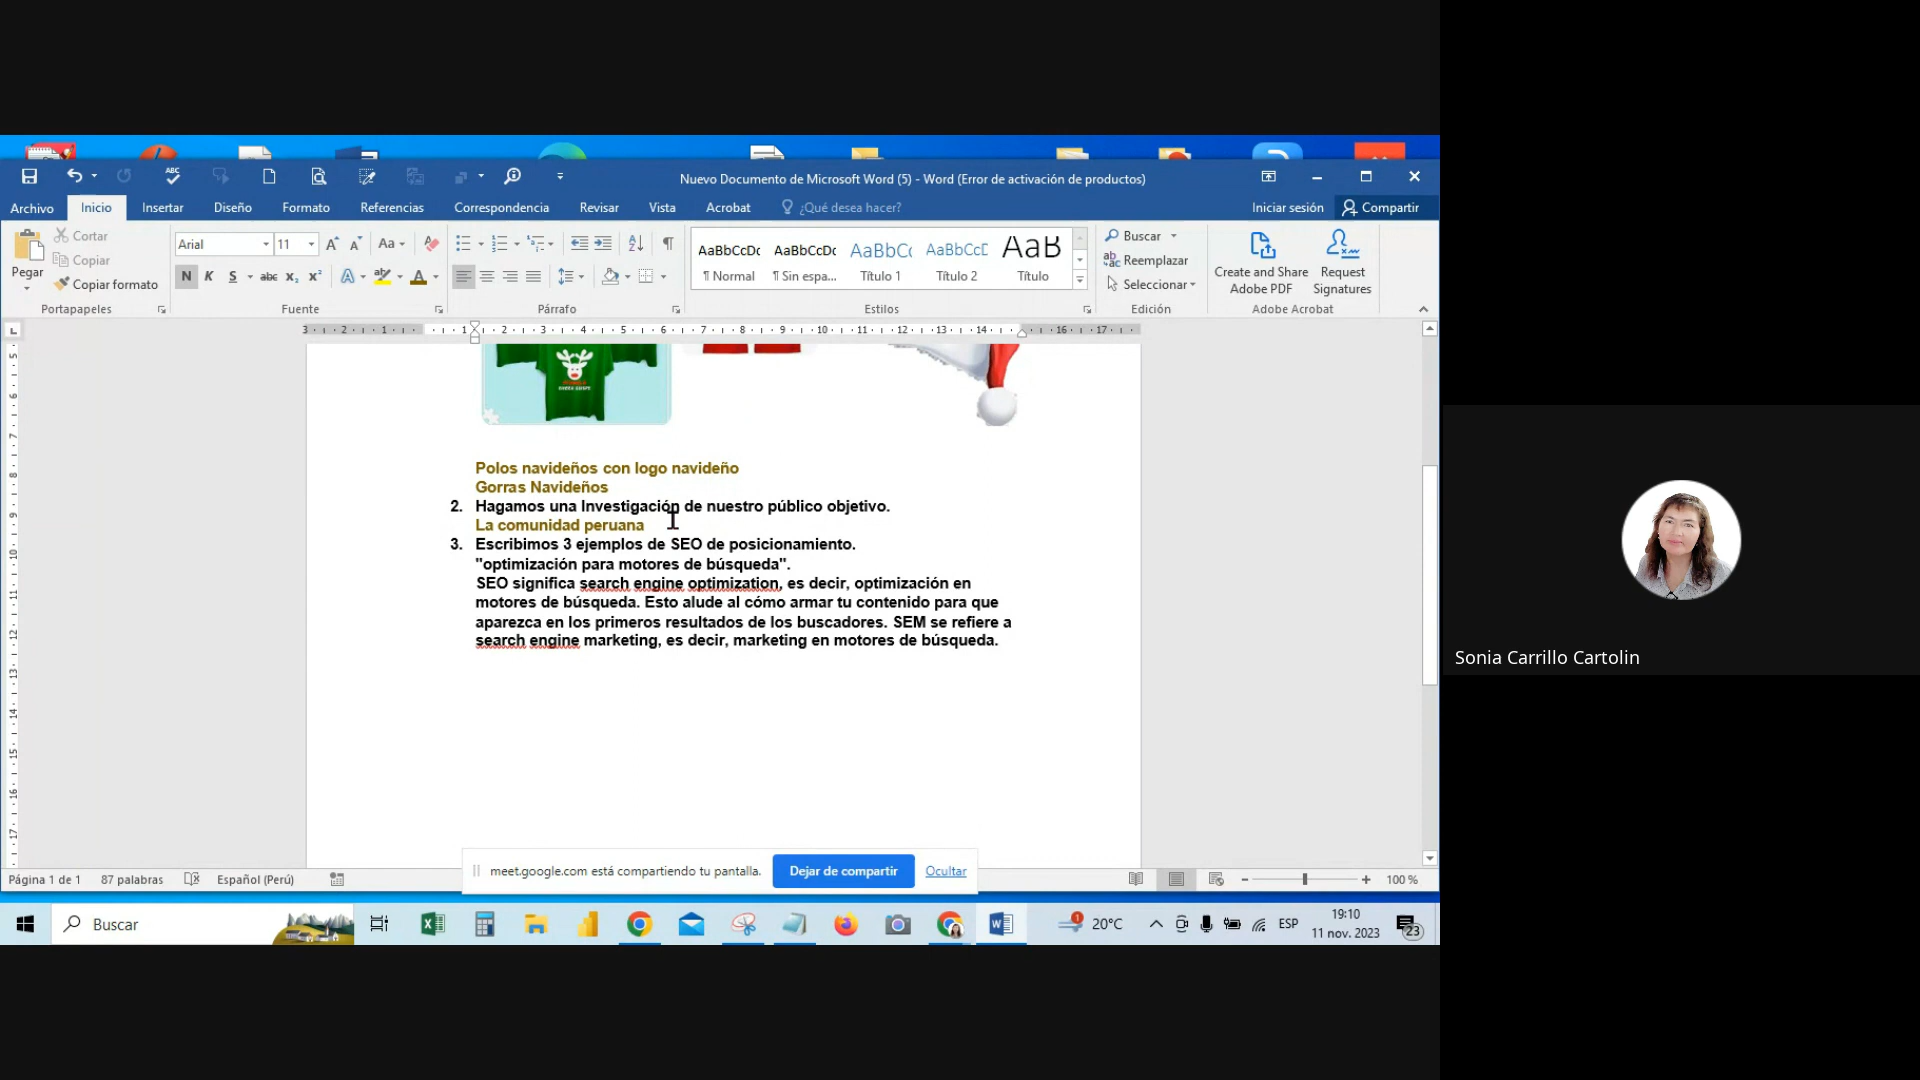 Nuevo Documento de Microsoft Word (5) - Word (Error de activación de productos)
Archivo Inicio Insertar Diseño Formato Referencias Correspondencia Revisar Vista Acrobat ¿Qué desea hacer? Iniciar sesión Compartir
Pegar
Cortar
Copiar
Copiar formato
Portapapeles
Arial 11
Fuente
Párrafo
AaBbCcDc AaBbCcDc AaBbC( AaBbCcE AaB
¶ Normal ¶ Sin espa... Título 1 Título 2 Título
Estilos
Buscar
Reemplazar
Seleccionar
Edición
Create and Share Adobe PDF
Request Signatures
Adobe Acrobat
Polos navideños con logo navideño
Gorras Navideños
2. Hagamos una Investigación de nuestro público objetivo.
La comunidad peruana
3. Escribimos 3 ejemplos de SEO de posicionamiento.
"optimización para motores de búsqueda".
SEO significa search engine optimization, es decir, optimización en
motores de búsqueda. Esto alude al cómo armar tu contenido para que
aparezca en los primeros resultados de los buscadores. SEM se refiere a
search engine marketing, es decir, marketing en motores de búsqueda.
meet.google.com está compartiendo tu pantalla. Dejar de compartir Ocultar
Página 1 de 1 87 palabras Español (Perú) 100 %
Buscar
20°C ESP
19:10
11 nov. 2023
23
Sonia Carrillo Cartolin